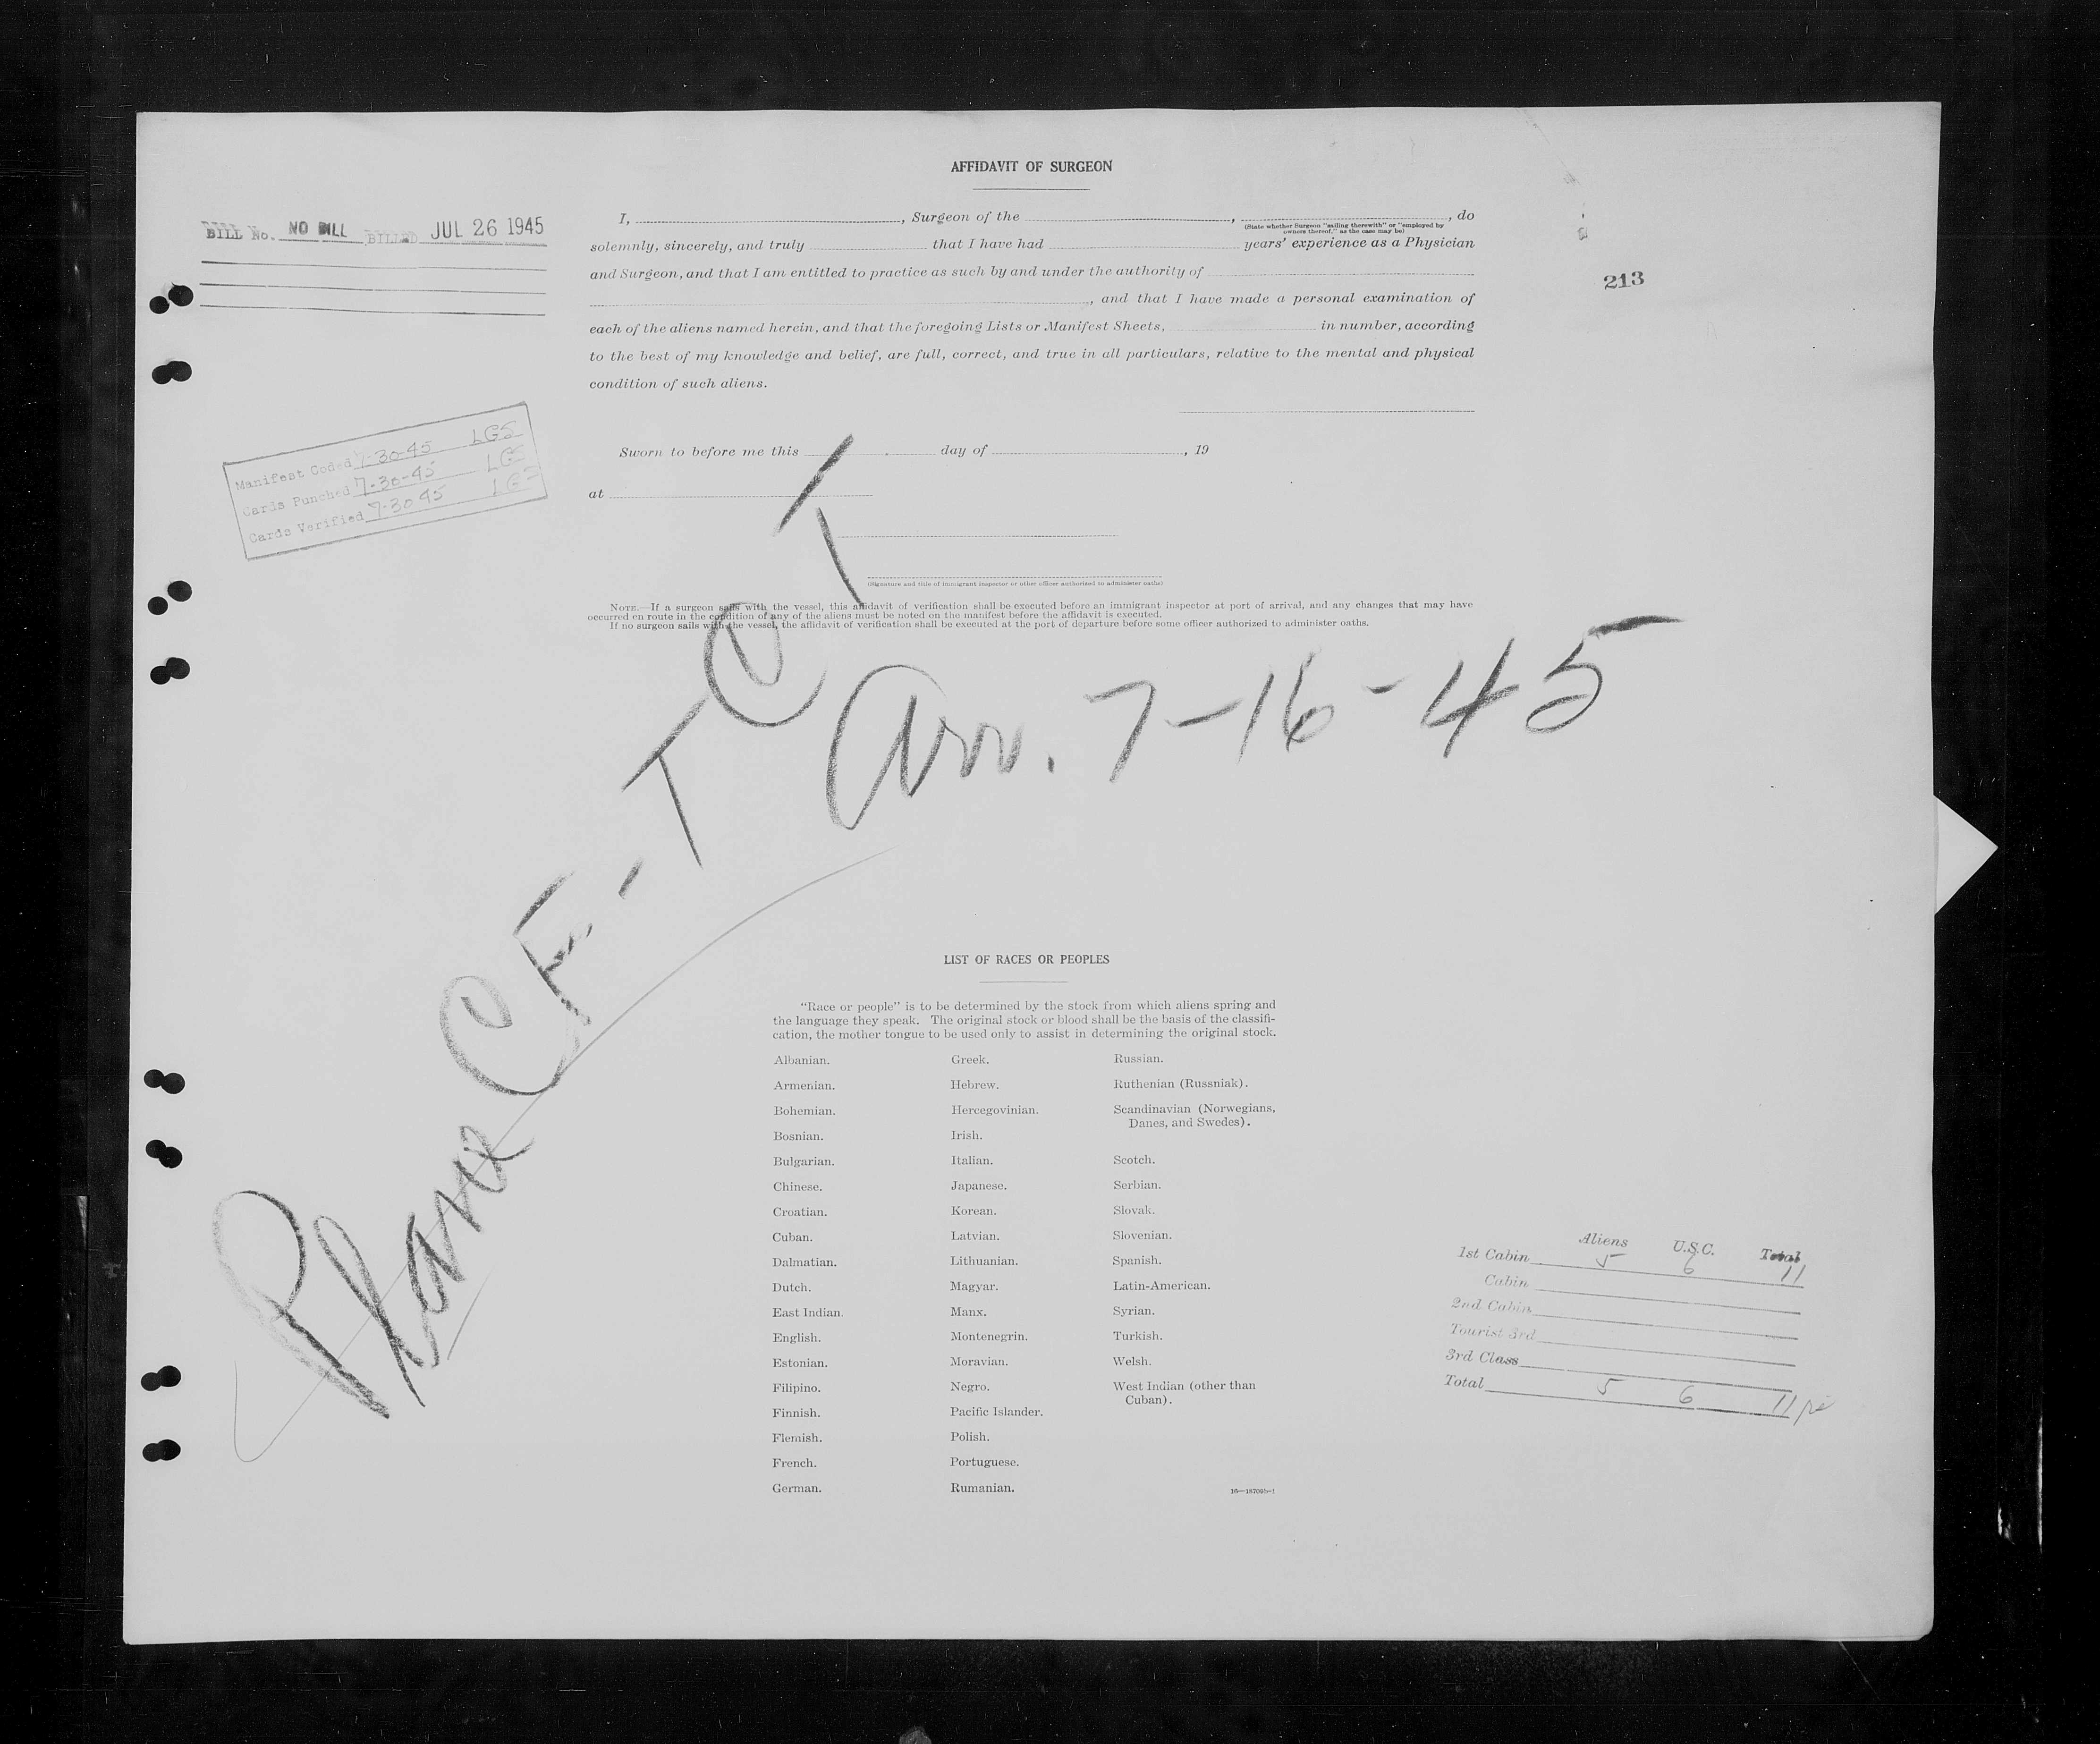 AFFIDAVIT OF SURGEON
BILL No. NO BILL BILLED JUL 26 1945
213
I, , Surgeon of the , , do
(State whether Surgeon "sailing therewith" or "employed by
owners thereof," as the case may be)
solemnly, sincerely, and truly that I have had years' experience as a Physician
and Surgeon, and that I am entitled to practice as such by and under the authority of
, and that I have made a personal examination of
each of the aliens named herein, and that the foregoing Lists or Manifest Sheets, in number, according
to the best of my knowledge and belief, are full, correct, and true in all particulars, relative to the mental and physical
condition of such aliens.
Manifest Coded 7-30-45 LGS
Cards Punched 7-30-45 LGS
Cards Verified 7-30 45 LGS
Sworn to before me this day of , 19
at
(Signature and title of immigrant inspector or other officer authorized to administer oaths)
NOTE.—If a surgeon sails with the vessel, this affidavit of verification shall be executed before an immigrant inspector at port of arrival, and any changes that may have
occurred en route in the condition of any of the aliens must be noted on the manifest before the affidavit is executed.
If no surgeon sails with the vessel, the affidavit of verification shall be executed at the port of departure before some officer authorized to administer oaths.
Plane CF-TCT
Arr. 7-16-45
LIST OF RACES OR PEOPLES
"Race or people" is to be determined by the stock from which aliens spring and
the language they speak. The original stock or blood shall be the basis of the classifi-
cation, the mother tongue to be used only to assist in determining the original stock.
Albanian.
Armenian.
Bohemian.
Bosnian.
Bulgarian.
Chinese.
Croatian.
Cuban.
Dalmatian.
Dutch.
East Indian.
English.
Estonian.
Filipino.
Finnish.
Flemish.
French.
German.
Greek.
Hebrew.
Hercegovinian.
Irish.
Italian.
Japanese.
Korean.
Latvian.
Lithuanian.
Magyar.
Manx.
Montenegrin.
Moravian.
Negro.
Pacific Islander.
Polish.
Portuguese.
Rumanian.
Russian.
Ruthenian (Russniak).
Scandinavian (Norwegians,
Danes, and Swedes).
Scotch.
Serbian.
Slovak.
Slovenian.
Spanish.
Latin-American.
Syrian.
Turkish.
Welsh.
West Indian (other than
Cuban).
Aliens U.S.C. Total
1st Cabin 5 6 11
Cabin
2nd Cabin
Tourist 3rd
3rd Class
Total 5 6 11